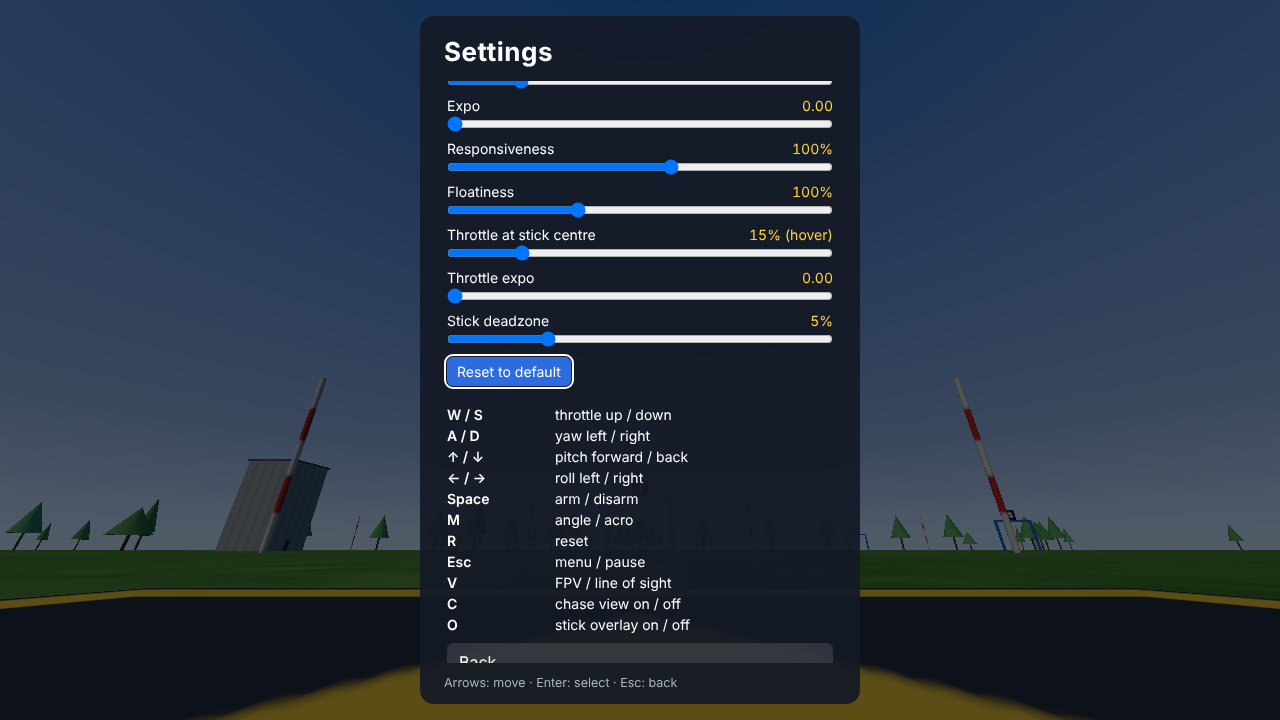 Settings
Expo 0.00
Responsiveness 100%
Floatiness 100%
Throttle at stick centre 15% (hover)
Throttle expo 0.00
Stick deadzone 5%
Reset to default
W / S throttle up / down
A / D yaw left / right
↑ / ↓ pitch forward / back
← / → roll left / right
Space arm / disarm
M angle / acro
R reset
Esc menu / pause
V FPV / line of sight
C chase view on / off
O stick overlay on / off
Back
Arrows: move · Enter: select · Esc: back